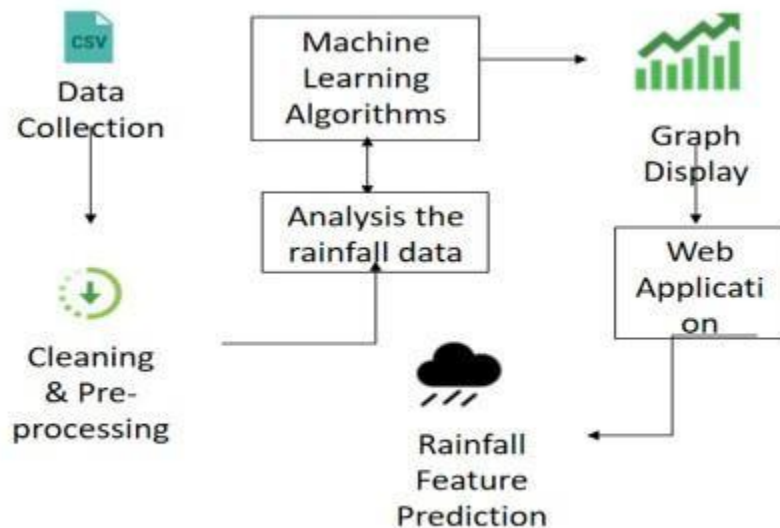 CSV
Data
Collection
Cleaning
& Pre-
processing
Machine
Learning
Algorithms
Analysis the
rainfall data
Graph
Display
Web
Applicati
on
Rainfall
Feature
Prediction